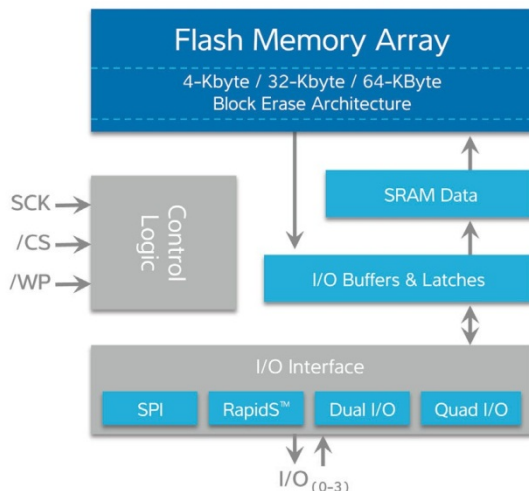 Flash Memory Array
4-Kbyte / 32-Kbyte / 64-KByte
Block Erase Architecture
SRAM Data
SCK
/CS
/WP
Control
Logic
I/O Buffers & Latches
I/O Interface
SPI
RapidS™
Dual I/O
Quad I/O
I/O(0-3)